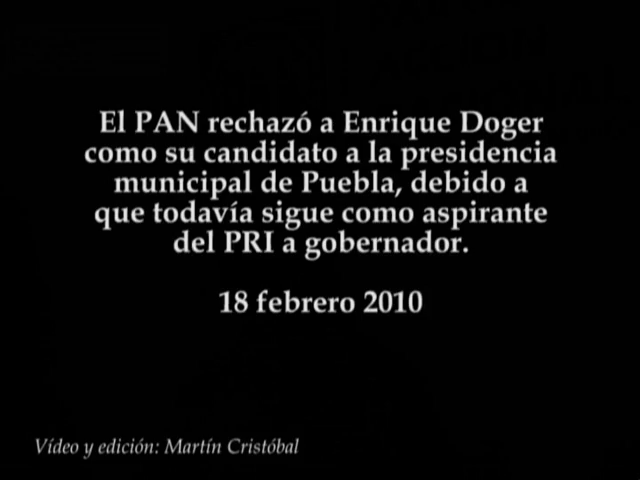 El PAN rechazó a Enrique Doger
como su candidato a la presidencia
municipal de Puebla, debido a
que todavía sigue como aspirante
del PRI a gobernador.
18 febrero 2010
Vídeo y edición: Martín Cristóbal